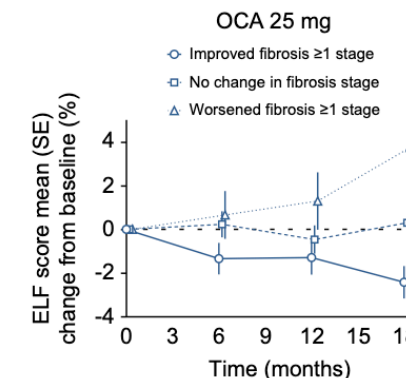 OCA 25 mg
Improved fibrosis ≥1 stage
No change in fibrosis stage
Worsened fibrosis ≥1 stage
ELF score mean (SE)
change from baseline (%)
4
2
0
-2
-4
0 3 6 9 12 15
Time (months)